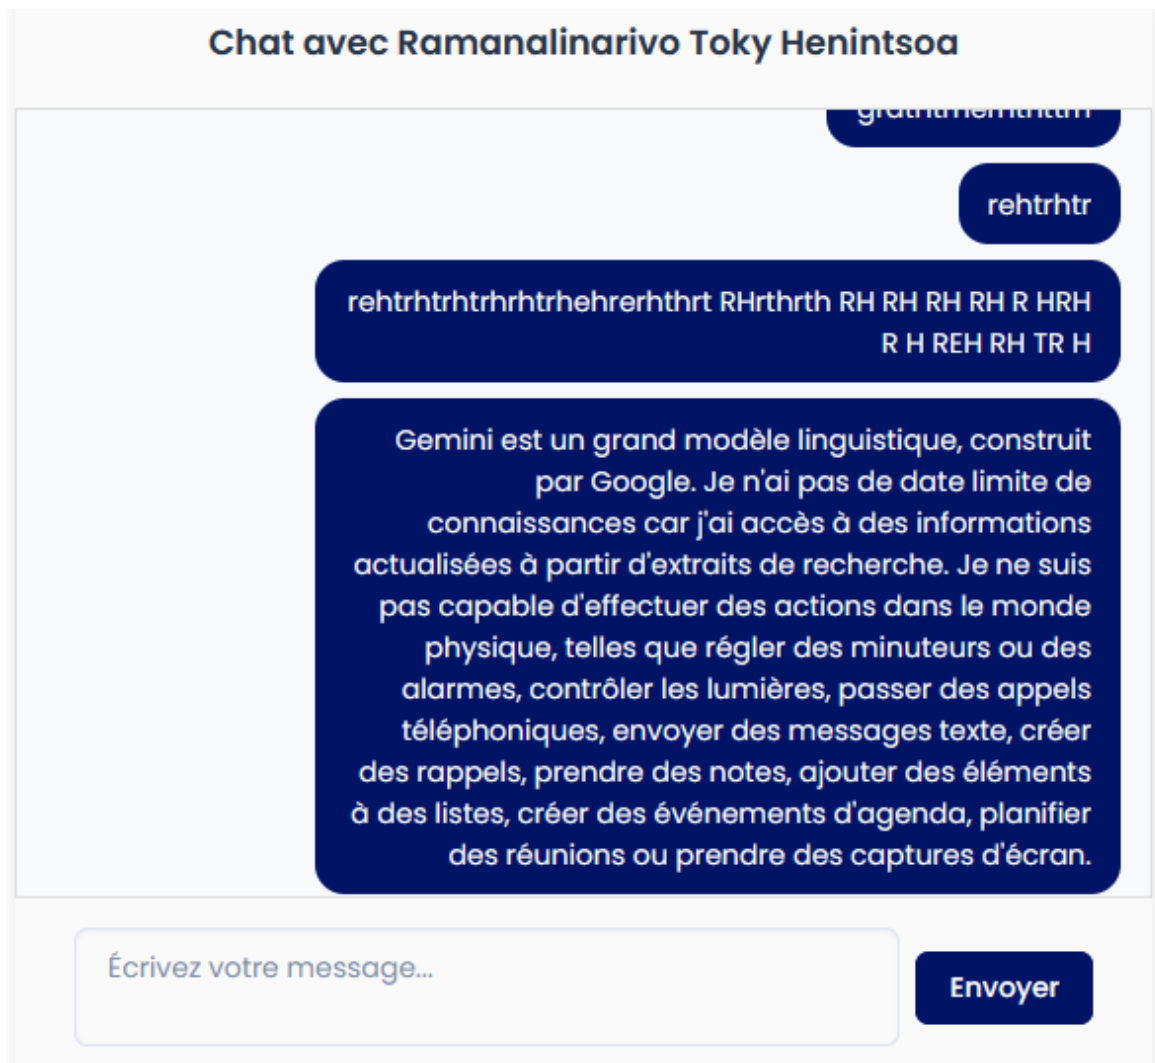 Chat avec Ramanalinarivo Toky Henintsoa
rehtrhtr
rehtrhtrhtrhrhtrhehrerhthrt RHrthrth RH RH RH RH R HRH
R H REH RH TR H
Gemini est un grand modèle linguistique, construit
par Google. Je n'ai pas de date limite de
connaissances car j'ai accès à des informations
actualisées à partir d'extraits de recherche. Je ne suis
pas capable d'effectuer des actions dans le monde
physique, telles que régler des minuteurs ou des
alarmes, contrôler les lumières, passer des appels
téléphoniques, envoyer des messages texte, créer
des rappels, prendre des notes, ajouter des éléments
à des listes, créer des événements d'agenda, planifier
des réunions ou prendre des captures d'écran.
Écrivez votre message...
Envoyer